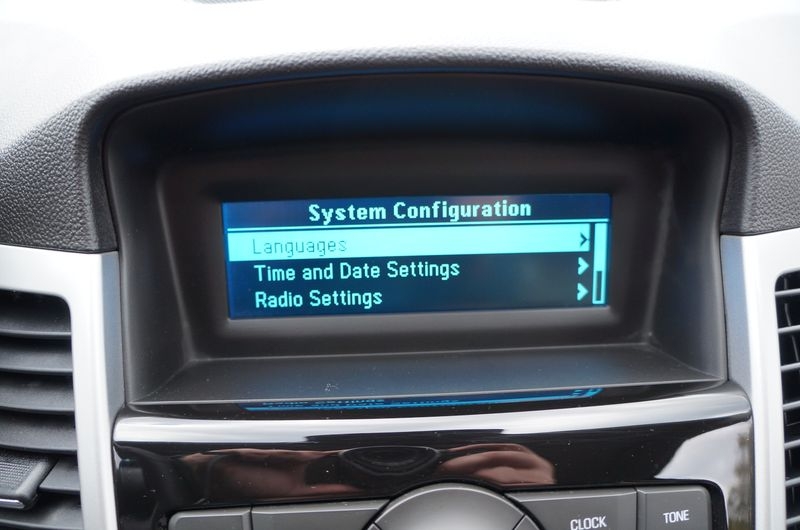 System Configuration
Languages
Time and Date Settings
Radio Settings
CLOCK
TONE